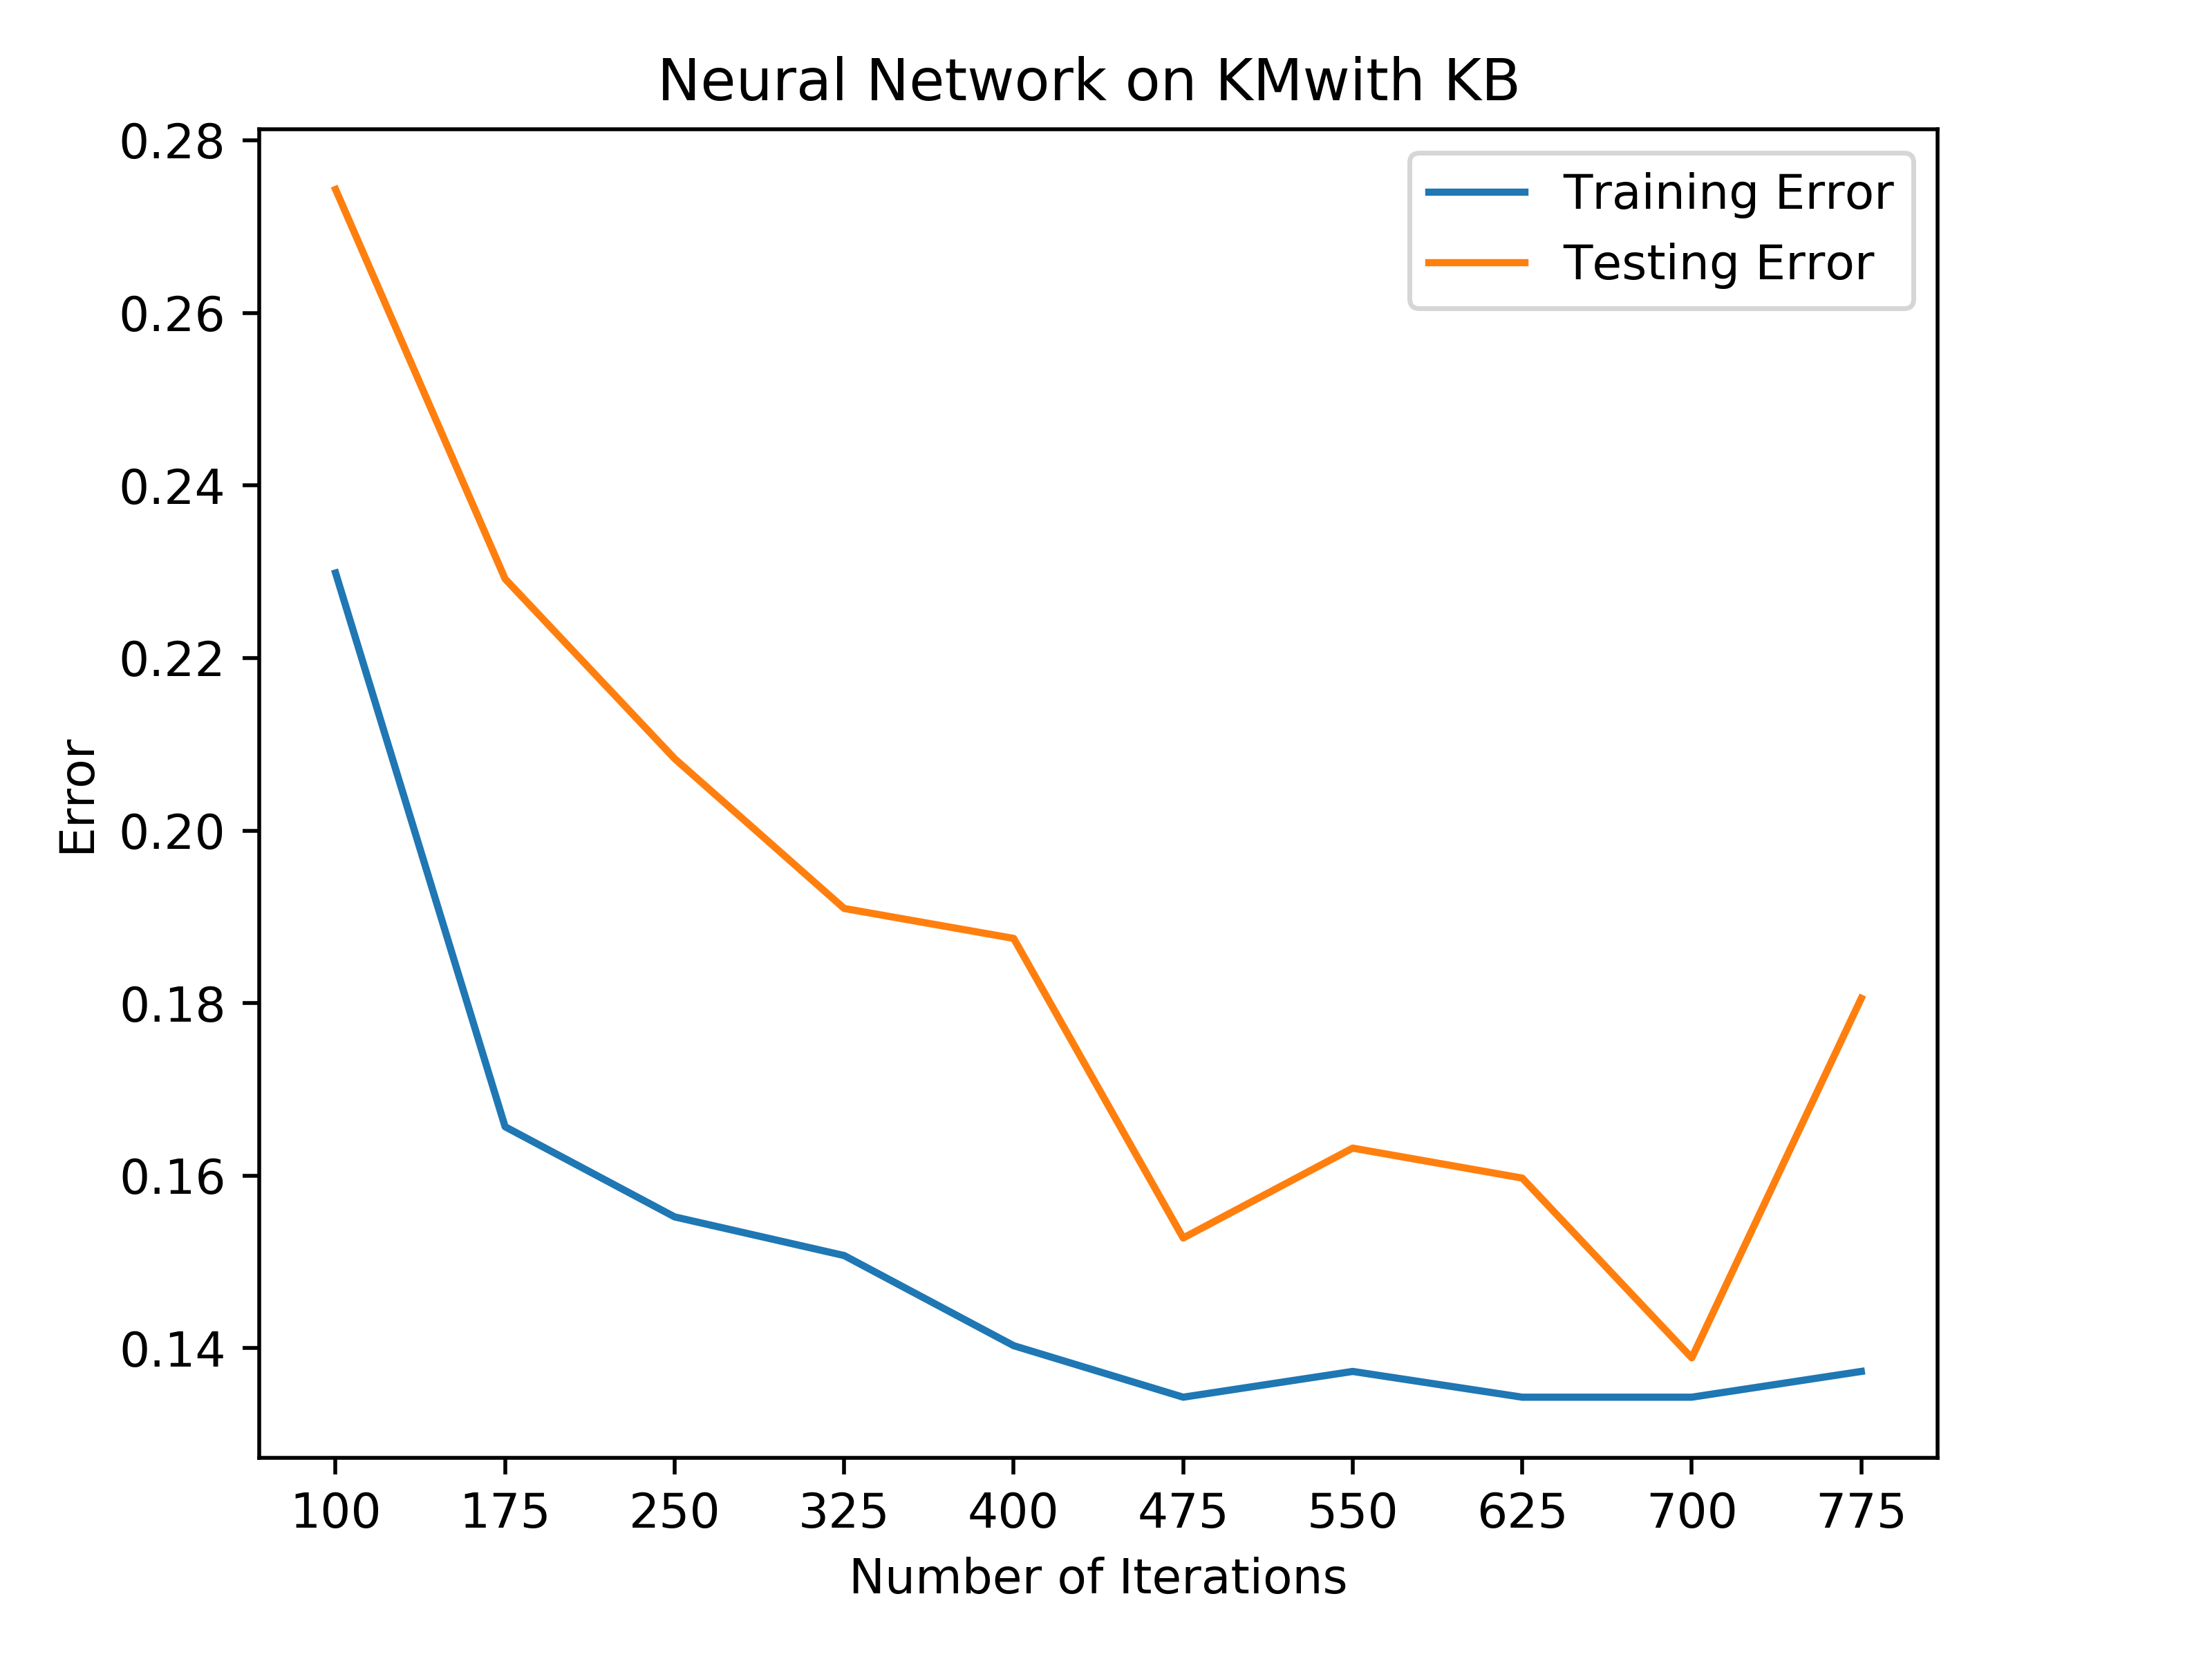 Neural Network on KMwith KB
Training Error
Testing Error
0.28
0.26
0.24
0.22
0.20
0.18
0.16
0.14
Error
100 175 250 325 400 475 550 625 700 775
Number of Iterations